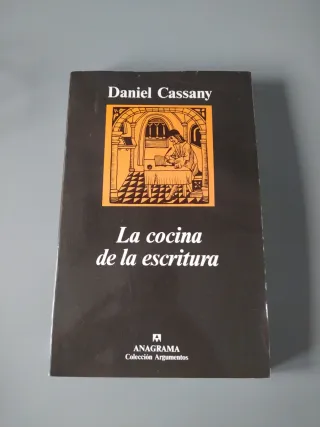 Daniel Cassany
La cocina
de la escritura
ANAGRAMA
Colección Argumentos